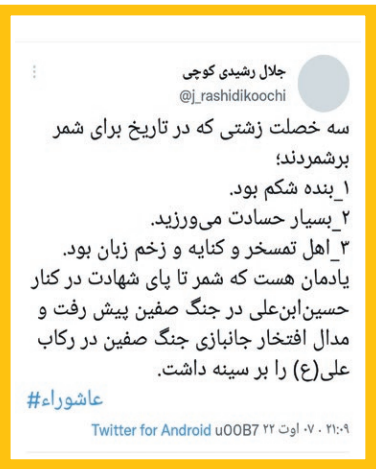 جلال رشیدی کوچی
@j_rashidikoochi
سه خصلت زشتی که در تاریخ برای شمر
برشمردند؛
۱_بنده شکم بود.
۲_بسیار حسادت می‌ورزید.
۳_اهل تمسخر و کنایه و زخم زبان بود.
یادمان هست که شمر تا پای شهادت در کنار
حسین‌ابن‌علی در جنگ صفین پیش رفت و
مدال افتخار جانبازی جنگ صفین در رکاب
علی(ع) را بر سینه داشت.
#عاشوراء
۲۱:۰۹ . ۰۷ اوت ۲۲ u00B7 Twitter for Android